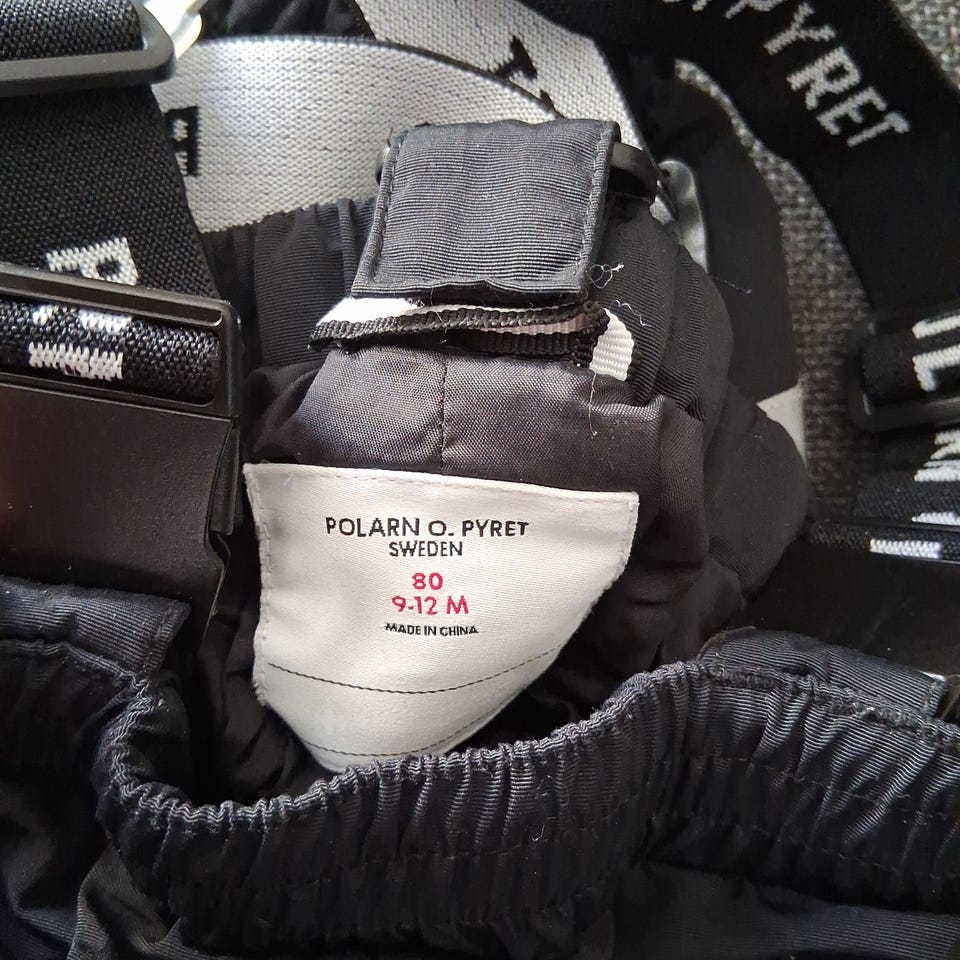 PYRET
POLARN O. PYRET
SWEDEN
80
9-12 M
MADE IN CHINA